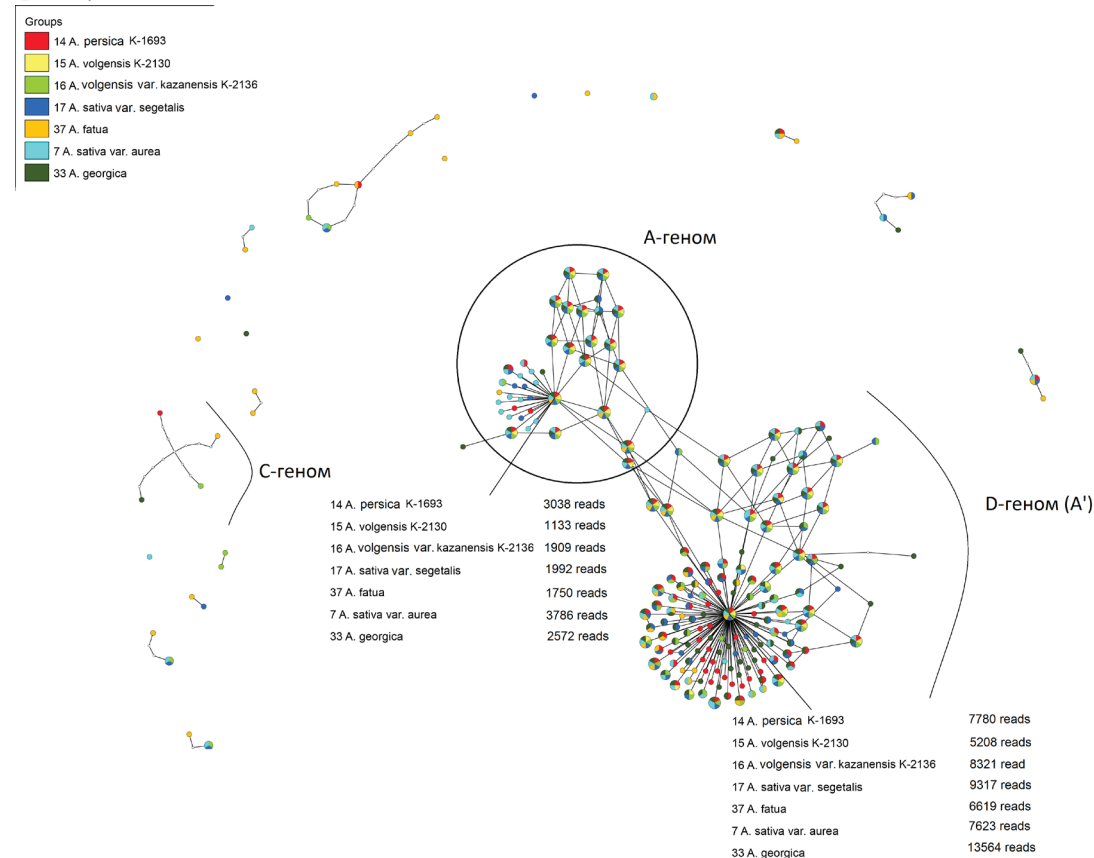 Groups
14 A. persica K-1693
15 A. volgensis K-2130
16 A. volgensis var. kazanensis K-2136
17 A. sativa var. segetalis
37 A. fatua
7 A. sativa var. aurea
33 A. georgica
А-геном
С-геном
D-геном (A')
14 A. persica K-1693 3038 reads
15 A. volgensis K-2130 1133 reads
16 A. volgensis var. kazanensis K-2136 1909 reads
17 A. sativa var. segetalis 1992 reads
37 A. fatua 1750 reads
7 A. sativa var. aurea 3786 reads
33 A. georgica 2572 reads
14 A. persica K-1693 7780 reads
15 A. volgensis K-2130 5208 reads
16 A. volgensis var. kazanensis K-2136 8321 read
17 A. sativa var. segetalis 9317 reads
37 A. fatua 6619 reads
7 A. sativa var. aurea 7623 reads
33 A. georgica 13564 reads